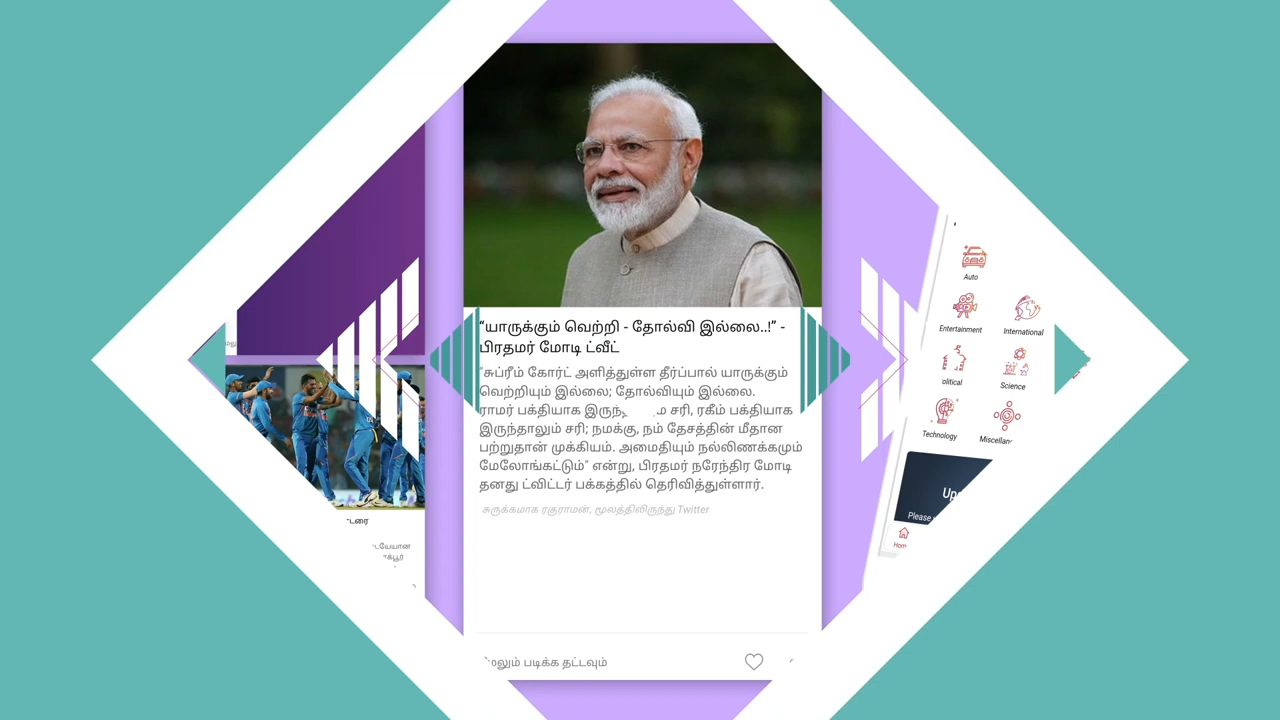 “யாருக்கும் வெற்றி - தோல்வி இல்லை..!” -
பிரதமர் மோடி ட்வீட்
"சுப்ரீம் கோர்ட் அளித்துள்ள தீர்ப்பால் யாருக்கும்
வெற்றியும் இல்லை; தோல்வியும் இல்லை.
ராமர் பக்தியாக சரி, ரகீம் பக்தியாக
இருந்தாலும் சரி; நமக்கு, நம் தேசத்தின் மீதான
பற்றுதான் முக்கியம். அமைதியும் நல்லிணக்கமும்
மேலோங்கட்டும்" என்று, பிரதமர் நரேந்திர மோடி
தனது ட்விட்டர் பக்கத்தில் தெரிவித்துள்ளார்.
சுருக்கமாக ரகுராமன், மூலத்திலிருந்து Twitter
படிக்க தட்டவும்
Auto
Entertainment
International
Science
Technology
Please